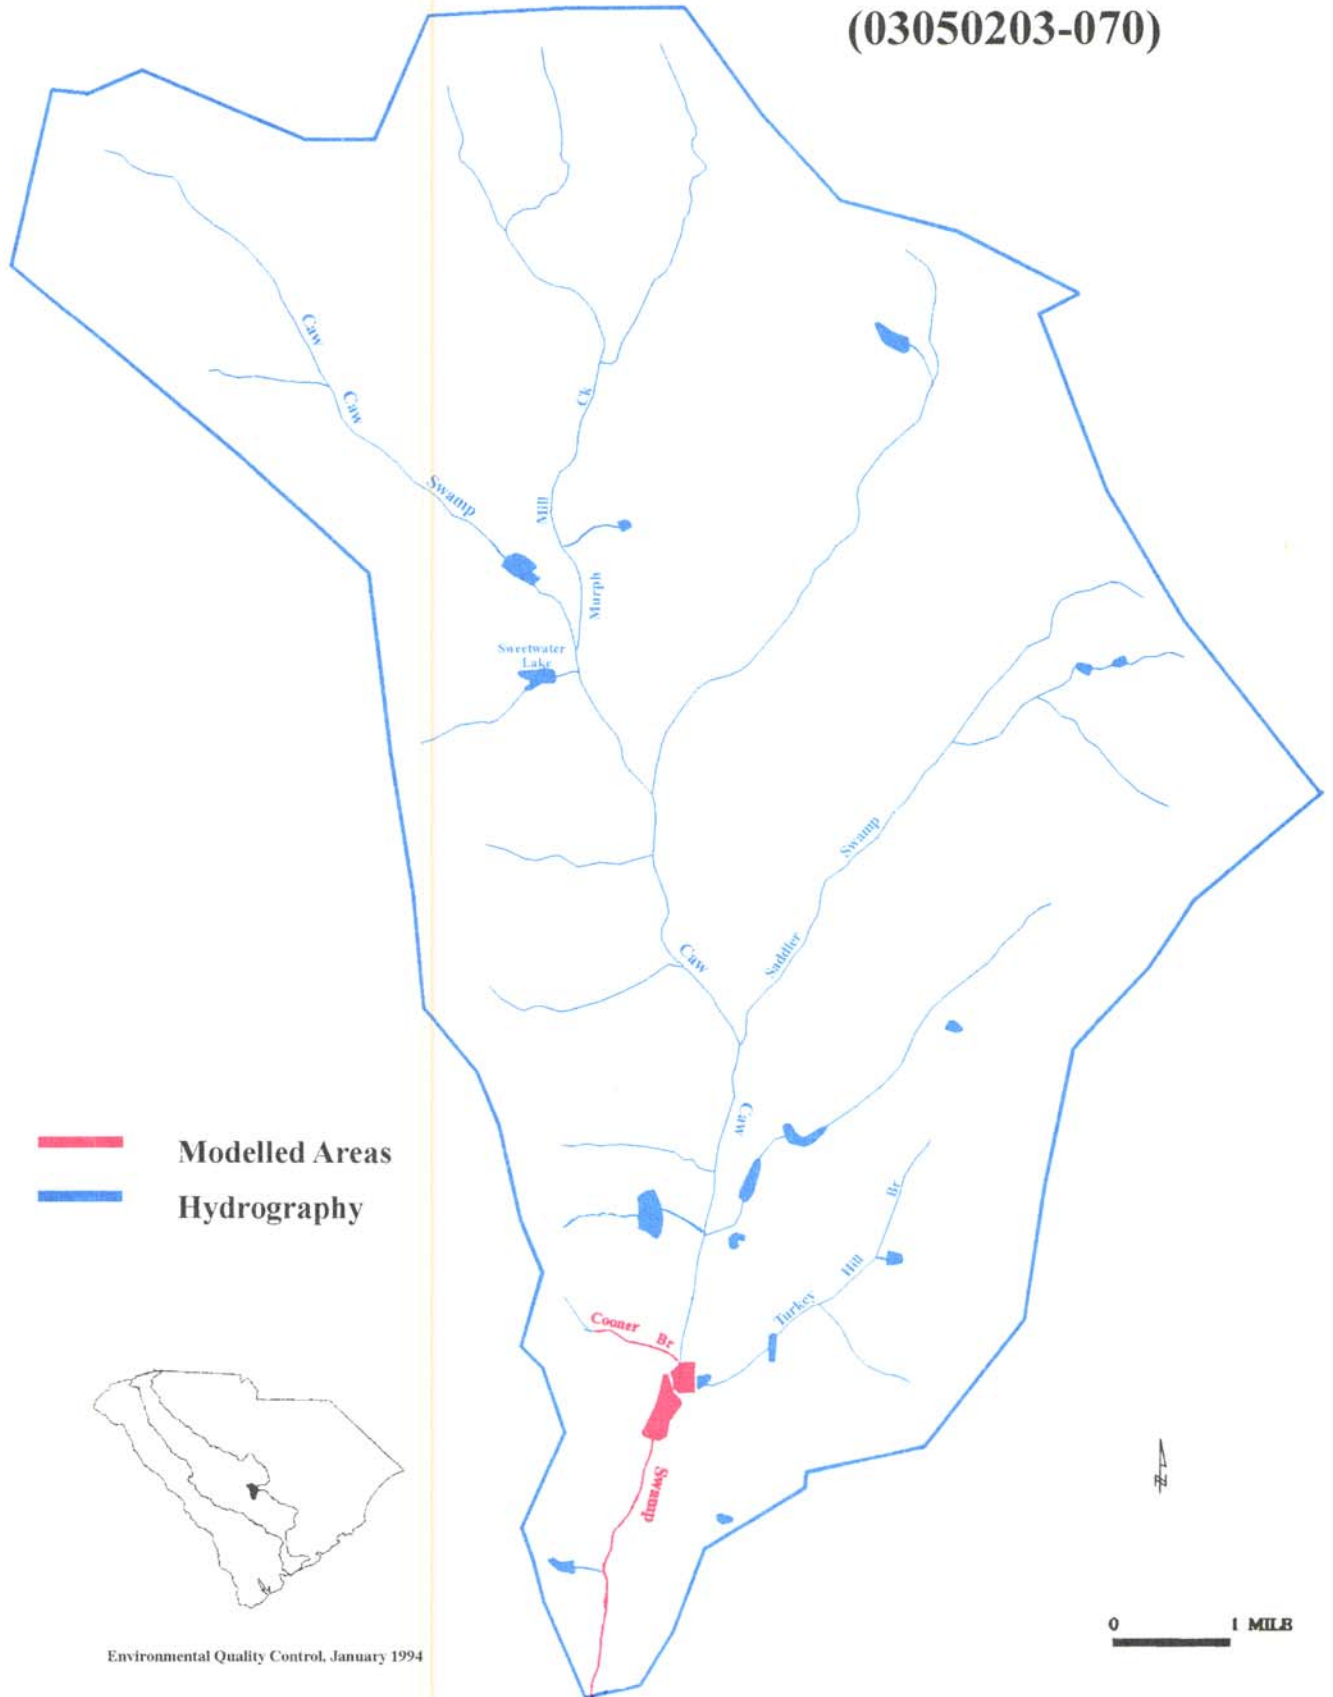 (03050203-070)
Caw
Caw
Swamp
Ck
Mill
Murph
Sweetwater
Lake
Swamp
Saddler
Caw
Caw
Br
Hill
Turkey
Cooner Br
Swamp
Modelled Areas
Hydrography
N
0 1 MILE
Environmental Quality Control, January 1994